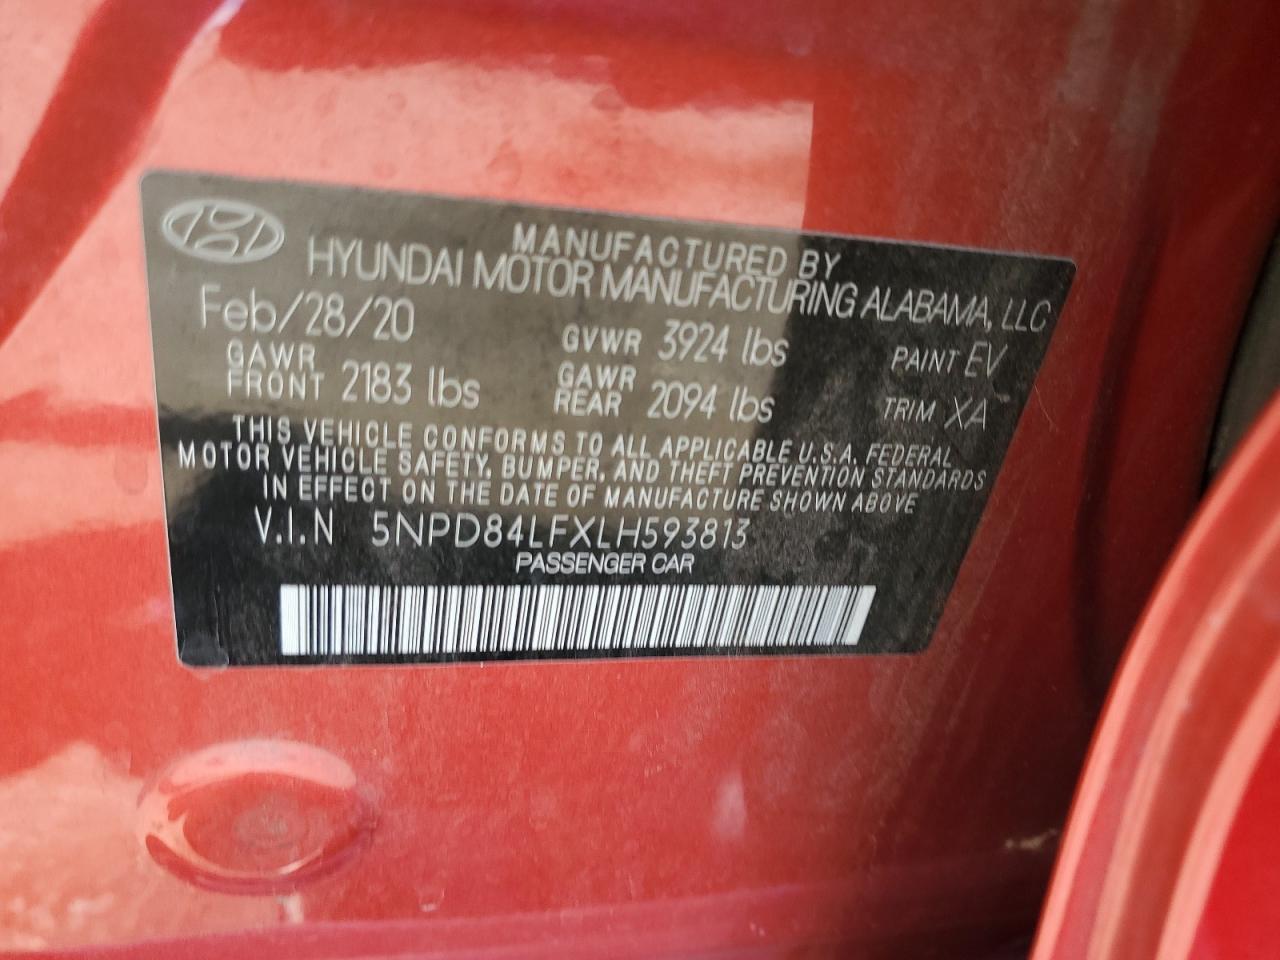 MANUFACTURED BY
HYUNDAI MOTOR MANUFACTURING ALABAMA, LLC
Feb/28/20 GVWR 3924 lbs PAINT EV
GAWR FRONT 2183 lbs GAWR REAR 2094 lbs TRIM XA
THIS VEHICLE CONFORMS TO ALL APPLICABLE U.S.A. FEDERAL
MOTOR VEHICLE SAFETY, BUMPER, AND THEFT PREVENTION STANDARDS
IN EFFECT ON THE DATE OF MANUFACTURE SHOWN ABOVE
V.I.N 5NPD84LFXLH593813
PASSENGER CAR